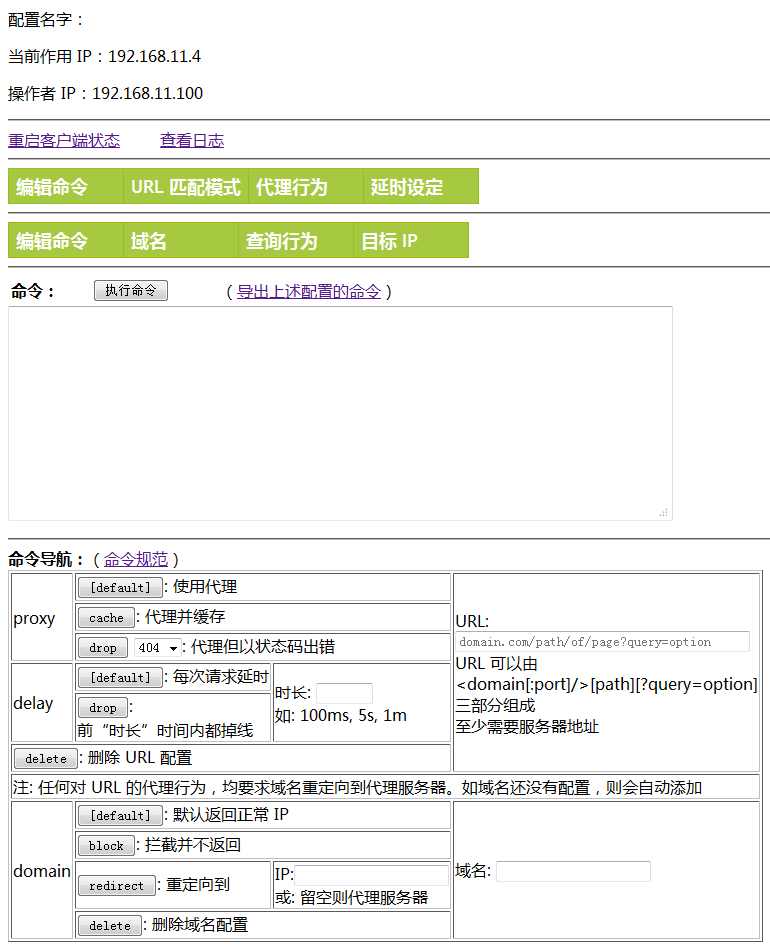 配置名字：
当前作用 IP：192.168.11.4
操作者 IP：192.168.11.100
重启客户端状态 查看日志
编辑命令 URL 匹配模式 代理行为 延时设定
编辑命令 域名 查询行为 目标 IP
命令： 执行命令 （导出上述配置的命令）
命令导航：（命令规范）
proxy
[default]: 使用代理
cache: 代理并缓存
drop 404: 代理但以状态码出错
URL:
domain.com/path/of/page?query=option
URL 可以由
<domain[:port]/>[path][?query=option]
三部分组成
至少需要服务器地址
delay
[default]: 每次请求延时
drop:
前“时长”时间内都掉线
时长:
如: 100ms, 5s, 1m
delete: 删除 URL 配置
注: 任何对 URL 的代理行为，均要求域名重定向到代理服务器。如域名还没有配置，则会自动添加
domain
[default]: 默认返回正常 IP
block: 拦截并不返回
redirect: 重定向到
IP:
或: 留空则代理服务器
delete: 删除域名配置
域名: